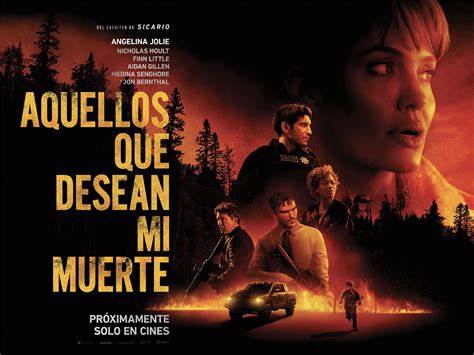 DEL ESCRITOR DE SICARIO
ANGELINA JOLIE
NICHOLAS HOULT
FINN LITTLE
AIDAN GILLEN
MEDINA SENGHORE
JON BERNTHAL
AQUELLOS
QUE
DESEAN
MI
MUERTE
PRÓXIMAMENTE
SOLO EN CINES